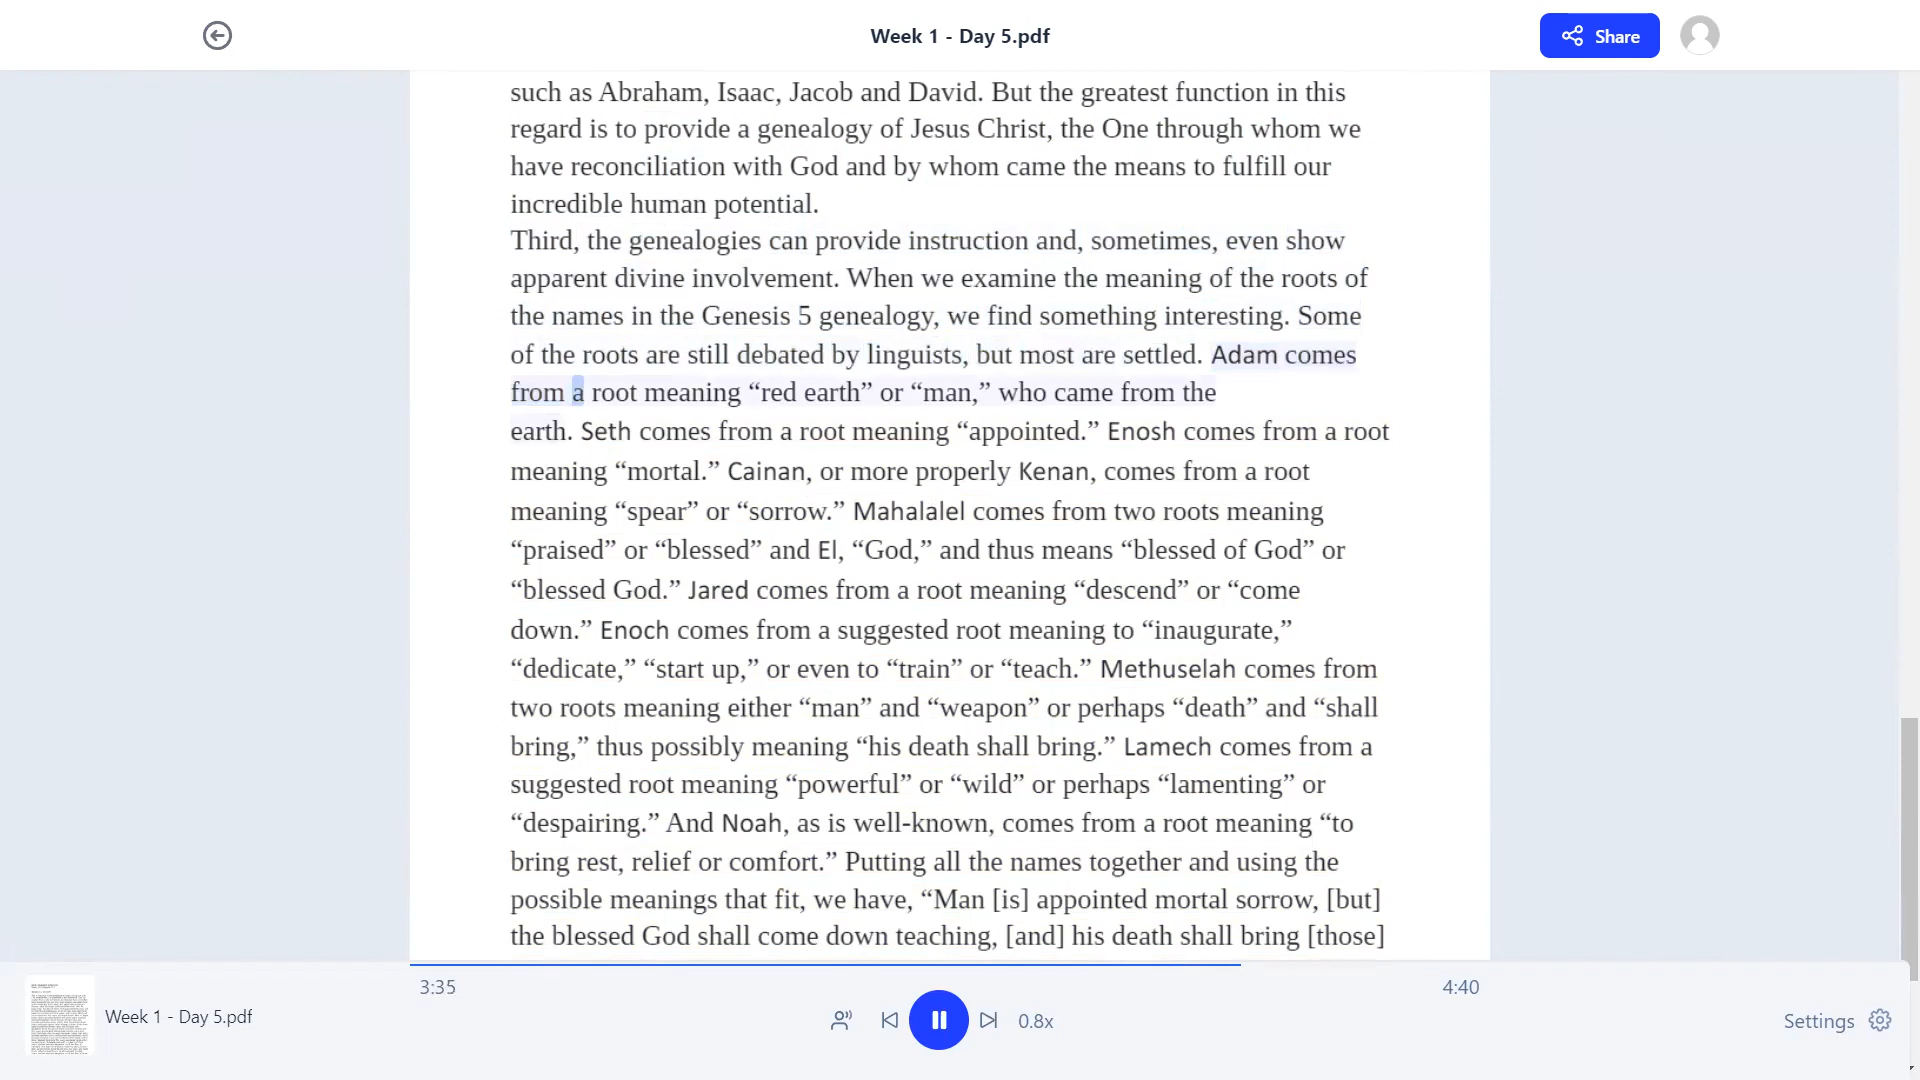 Week 1 - Day 5.pdf
Share
such as Abraham, Isaac, Jacob and David. But the greatest function in this
regard is to provide a genealogy of Jesus Christ, the One through whom we
have reconciliation with God and by whom came the means to fulfill our
incredible human potential.
Third, the genealogies can provide instruction and, sometimes, even show
apparent divine involvement. When we examine the meaning of the roots of
the names in the Genesis 5 genealogy, we find something interesting. Some
of the roots are still debated by linguists, but most are settled. Adam comes
from a root meaning “red earth” or “man,” who came from the
earth. Seth comes from a root meaning “appointed.” Enosh comes from a root
meaning “mortal.” Cainan, or more properly Kenan, comes from a root
meaning “spear” or “sorrow.” Mahalalel comes from two roots meaning
“praised” or “blessed” and El, “God,” and thus means “blessed of God” or
“blessed God.” Jared comes from a root meaning “descend” or “come
down.” Enoch comes from a suggested root meaning to “inaugurate,”
“dedicate,” “start up,” or even to “train” or “teach.” Methuselah comes from
two roots meaning either “man” and “weapon” or perhaps “death” and “shall
bring,” thus possibly meaning “his death shall bring.” Lamech comes from a
suggested root meaning “powerful” or “wild” or perhaps “lamenting” or
“despairing.” And Noah, as is well-known, comes from a root meaning “to
bring rest, relief or comfort.” Putting all the names together and using the
possible meanings that fit, we have, “Man [is] appointed mortal sorrow, [but]
the blessed God shall come down teaching, [and] his death shall bring [those]
3:35
4:40
Week 1 - Day 5.pdf
0.8x
Settings